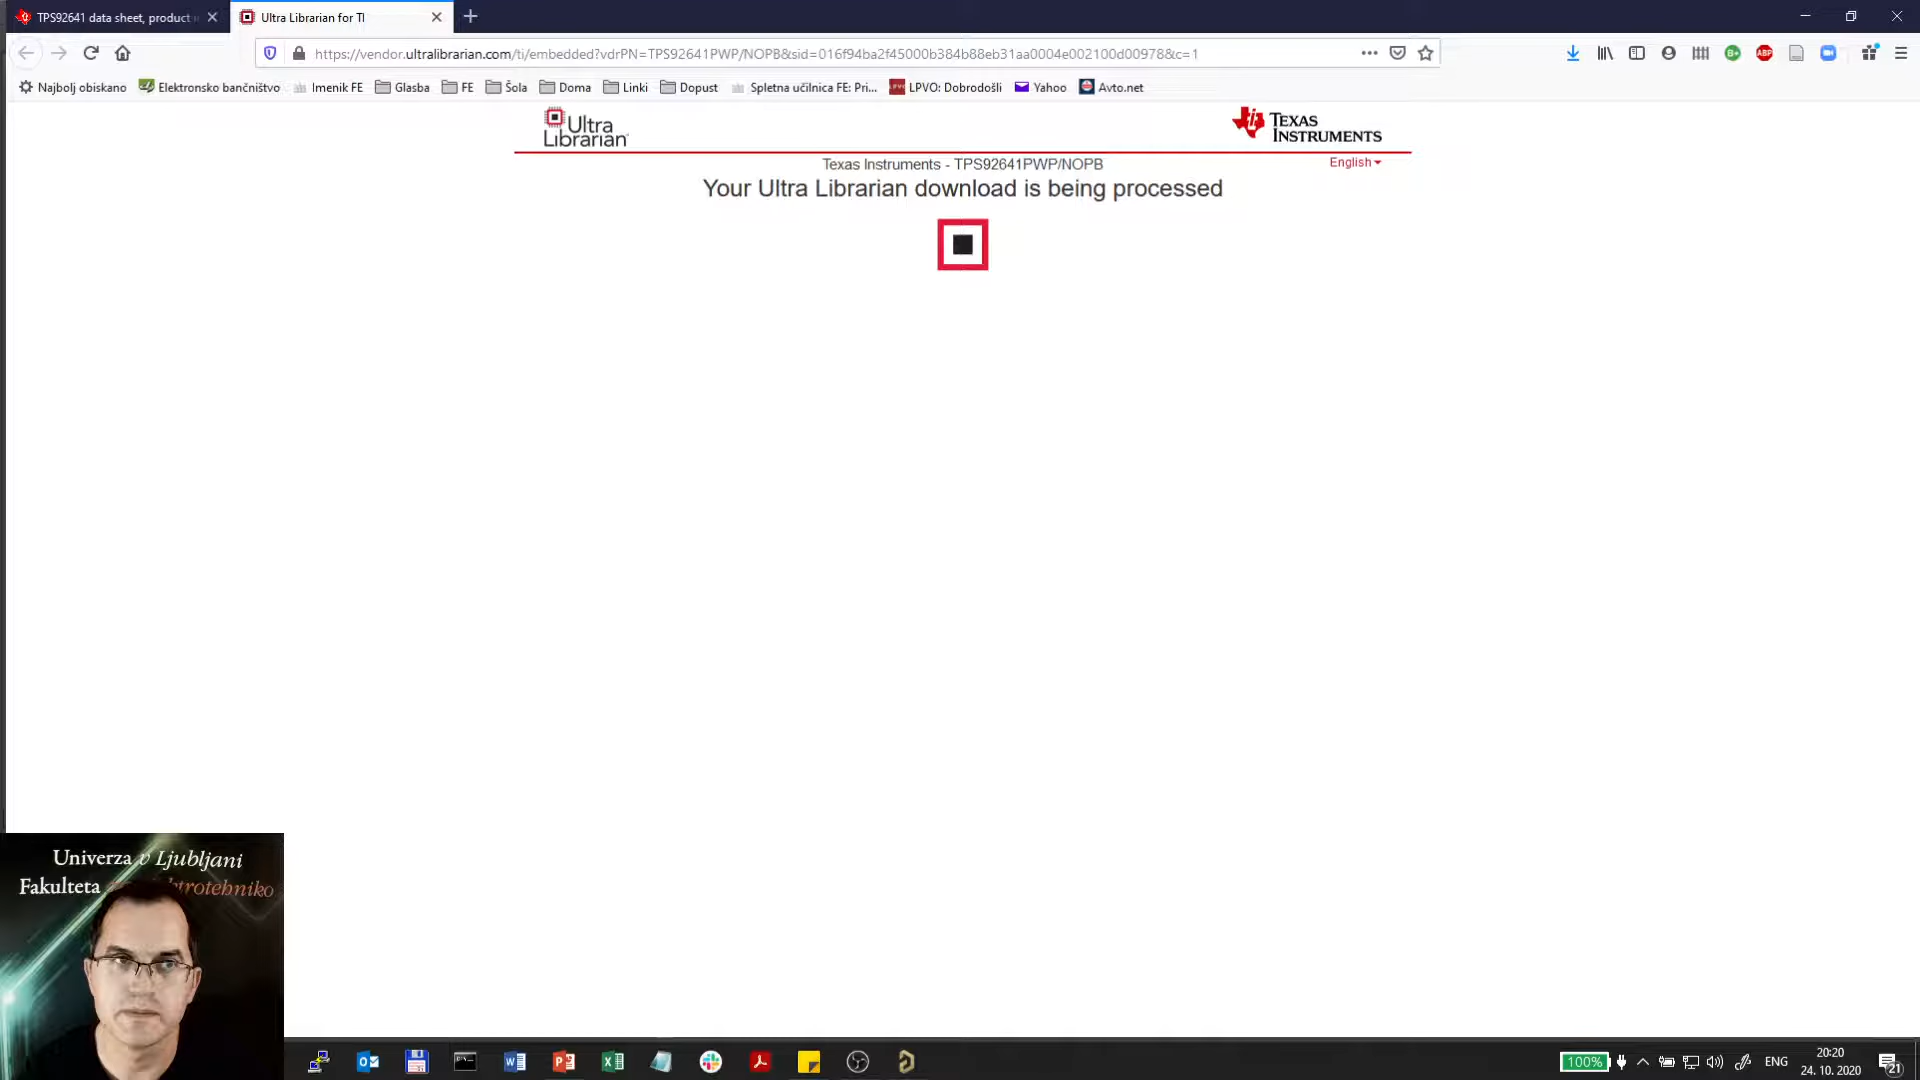 TPS92641 data sheet, product
Ultra Librarian for TI
https://vendor.ultralibrarian.com/ti/embedded?vdrPN=TPS92641PWP/NOPB&sid=016f94ba2f45000b384b88eb31aa0004e002100d00978&c=1
Najbolj obiskano
Elektronsko bančništvo
Imenik FE
Glasba
FE
Šola
Doma
Linki
Dopust
Spletna učilnica FE: Pri...
LPVO: Dobrodošli
Yahoo
Avto.net
Ultra
Librarian
TEXAS
INSTRUMENTS
Texas Instruments - TPS92641PWP/NOPB
English
Your Ultra Librarian download is being processed
Univerza v Ljubljani
Fakulteta
ABP
100%
ENG
20:20
24. 10. 2020
21